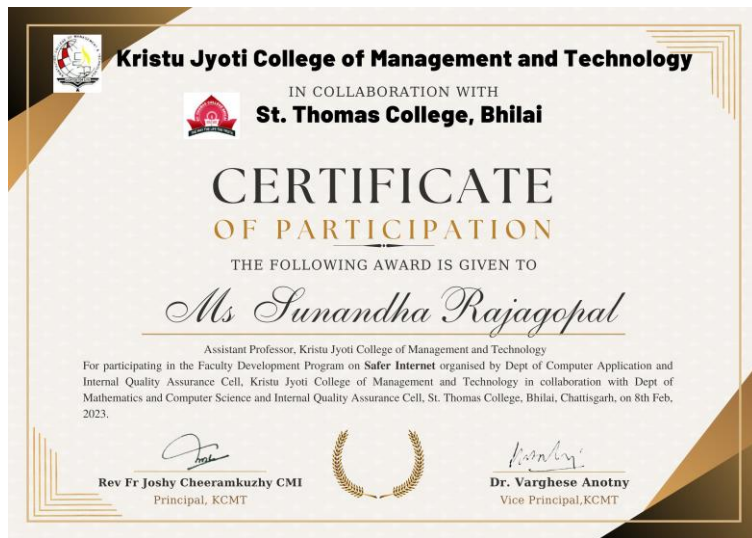 Kristu Jyoti College of Management and Technology
IN COLLABORATION WITH
St. Thomas College, Bhilai
CERTIFICATE
OF PARTICIPATION
THE FOLLOWING AWARD IS GIVEN TO
Ms Sunandha Rajagopal
Assistant Professor, Kristu Jyoti College of Management and Technology
For participating in the Faculty Development Program on Safer Internet organised by Dept of Computer Application and
Internal Quality Assurance Cell, Kristu Jyoti College of Management and Technology in collaboration with Dept of
Mathematics and Computer Science and Internal Quality Assurance Cell, St. Thomas College, Bhilai, Chattisgarh, on 8th Feb,
2023.
Rev Fr Joshy Cheeramkuzhy CMI
Principal, KCMT
Dr. Varghese Anotny
Vice Principal,KCMT